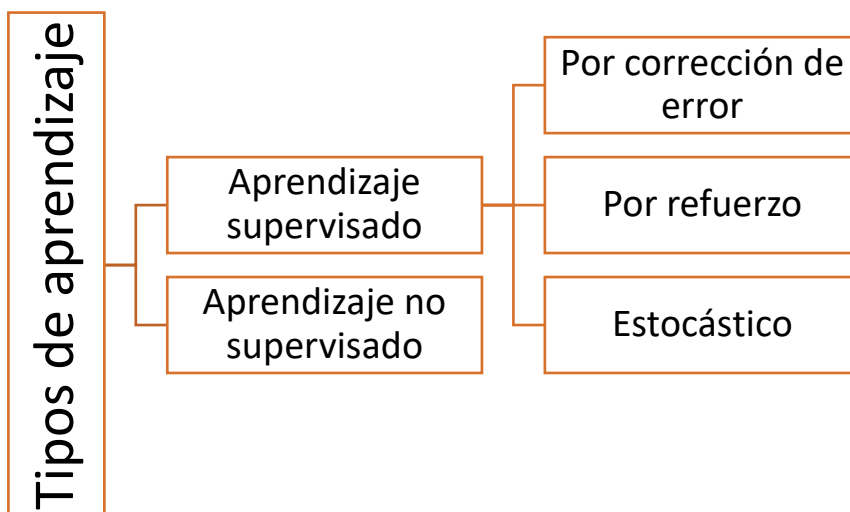 Tipos de aprendizaje
Aprendizaje
supervisado
Aprendizaje no
supervisado
Por corrección de
error
Por refuerzo
Estocástico